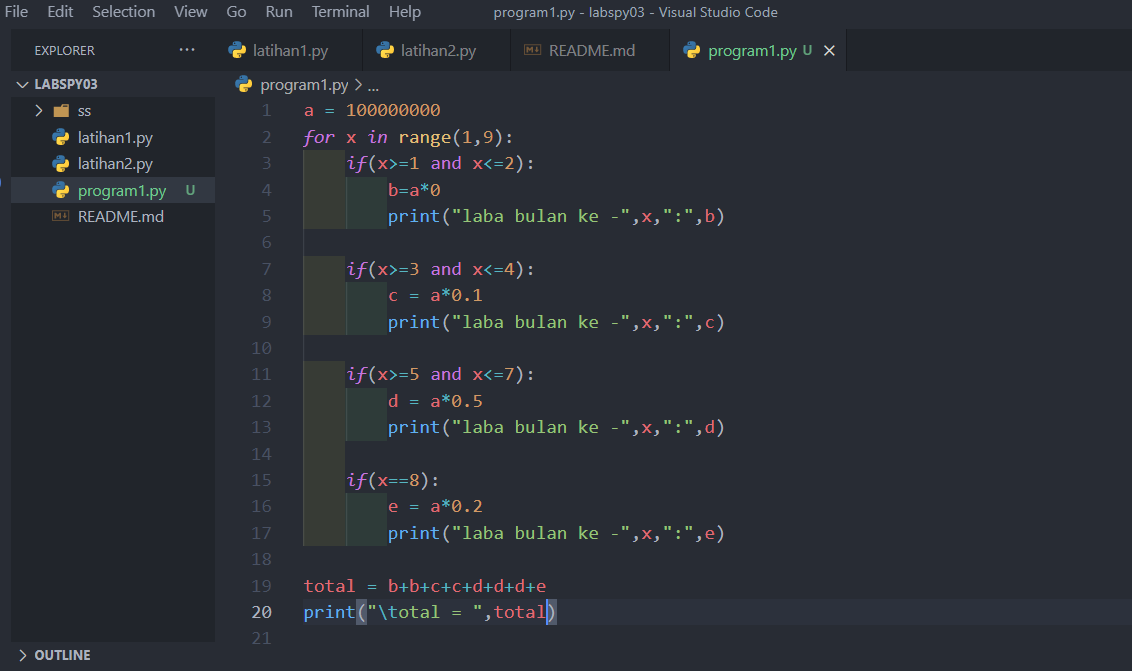 File Edit Selection View Go Run Terminal Help program1.py - labspy03 - Visual Studio Code
EXPLORER ···
latihan1.py latihan2.py README.md program1.py U ×
LABSPY03
ss
latihan1.py
latihan2.py
program1.py U
README.md
OUTLINE
program1.py > ...
1 a = 100000000
2 for x in range(1,9):
3     if(x>=1 and x<=2):
4         b=a*0
5         print("laba bulan ke -",x,":",b)
6
7     if(x>=3 and x<=4):
8         c = a*0.1
9         print("laba bulan ke -",x,":",c)
10
11     if(x>=5 and x<=7):
12         d = a*0.5
13         print("laba bulan ke -",x,":",d)
14
15     if(x==8):
16         e = a*0.2
17         print("laba bulan ke -",x,":",e)
18
19 total = b+b+c+c+d+d+d+e
20 print("\total = ",total)
21